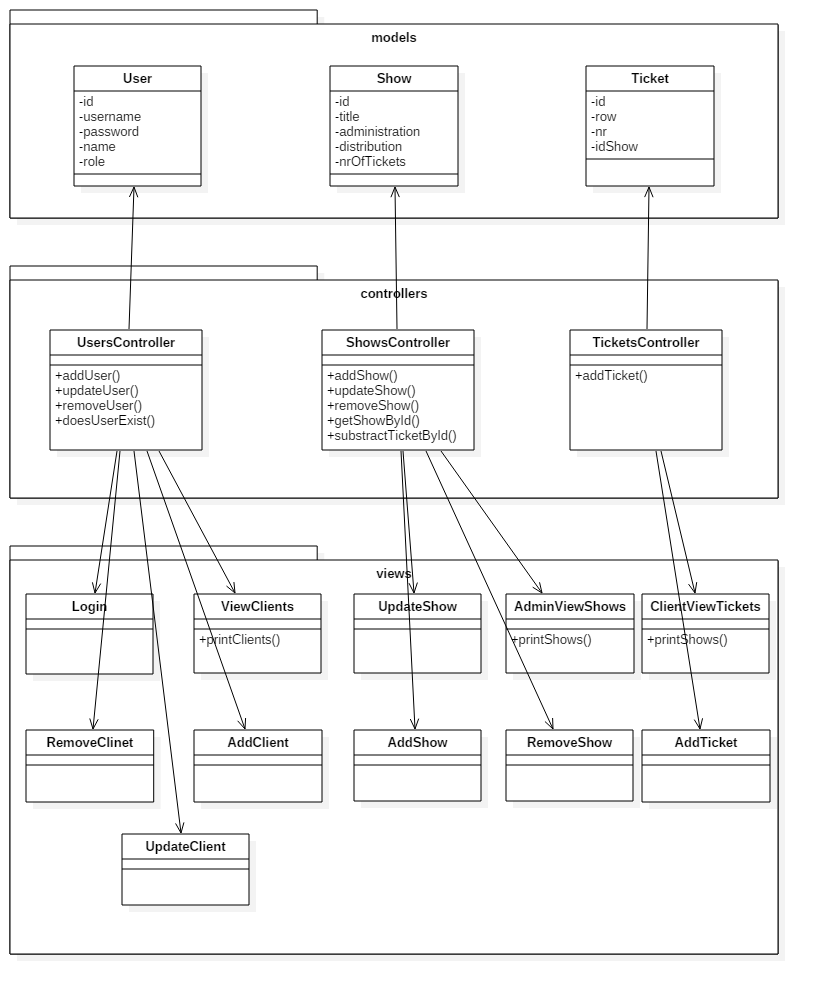 models
User
-id
-username
-password
-name
-role
Show
-id
-title
-administration
-distribution
-nrOfTickets
Ticket
-id
-row
-nr
-idShow
controllers
UsersController
+addUser()
+updateUser()
+removeUser()
+doesUserExist()
ShowsController
+addShow()
+updateShow()
+removeShow()
+getShowById()
+substractTicketById()
TicketsController
+addTicket()
views
Login
ViewClients
+printClients()
UpdateShow
AdminViewShows
+printShows()
ClientViewTickets
+printShows()
RemoveClinet
AddClient
AddShow
RemoveShow
AddTicket
UpdateClient